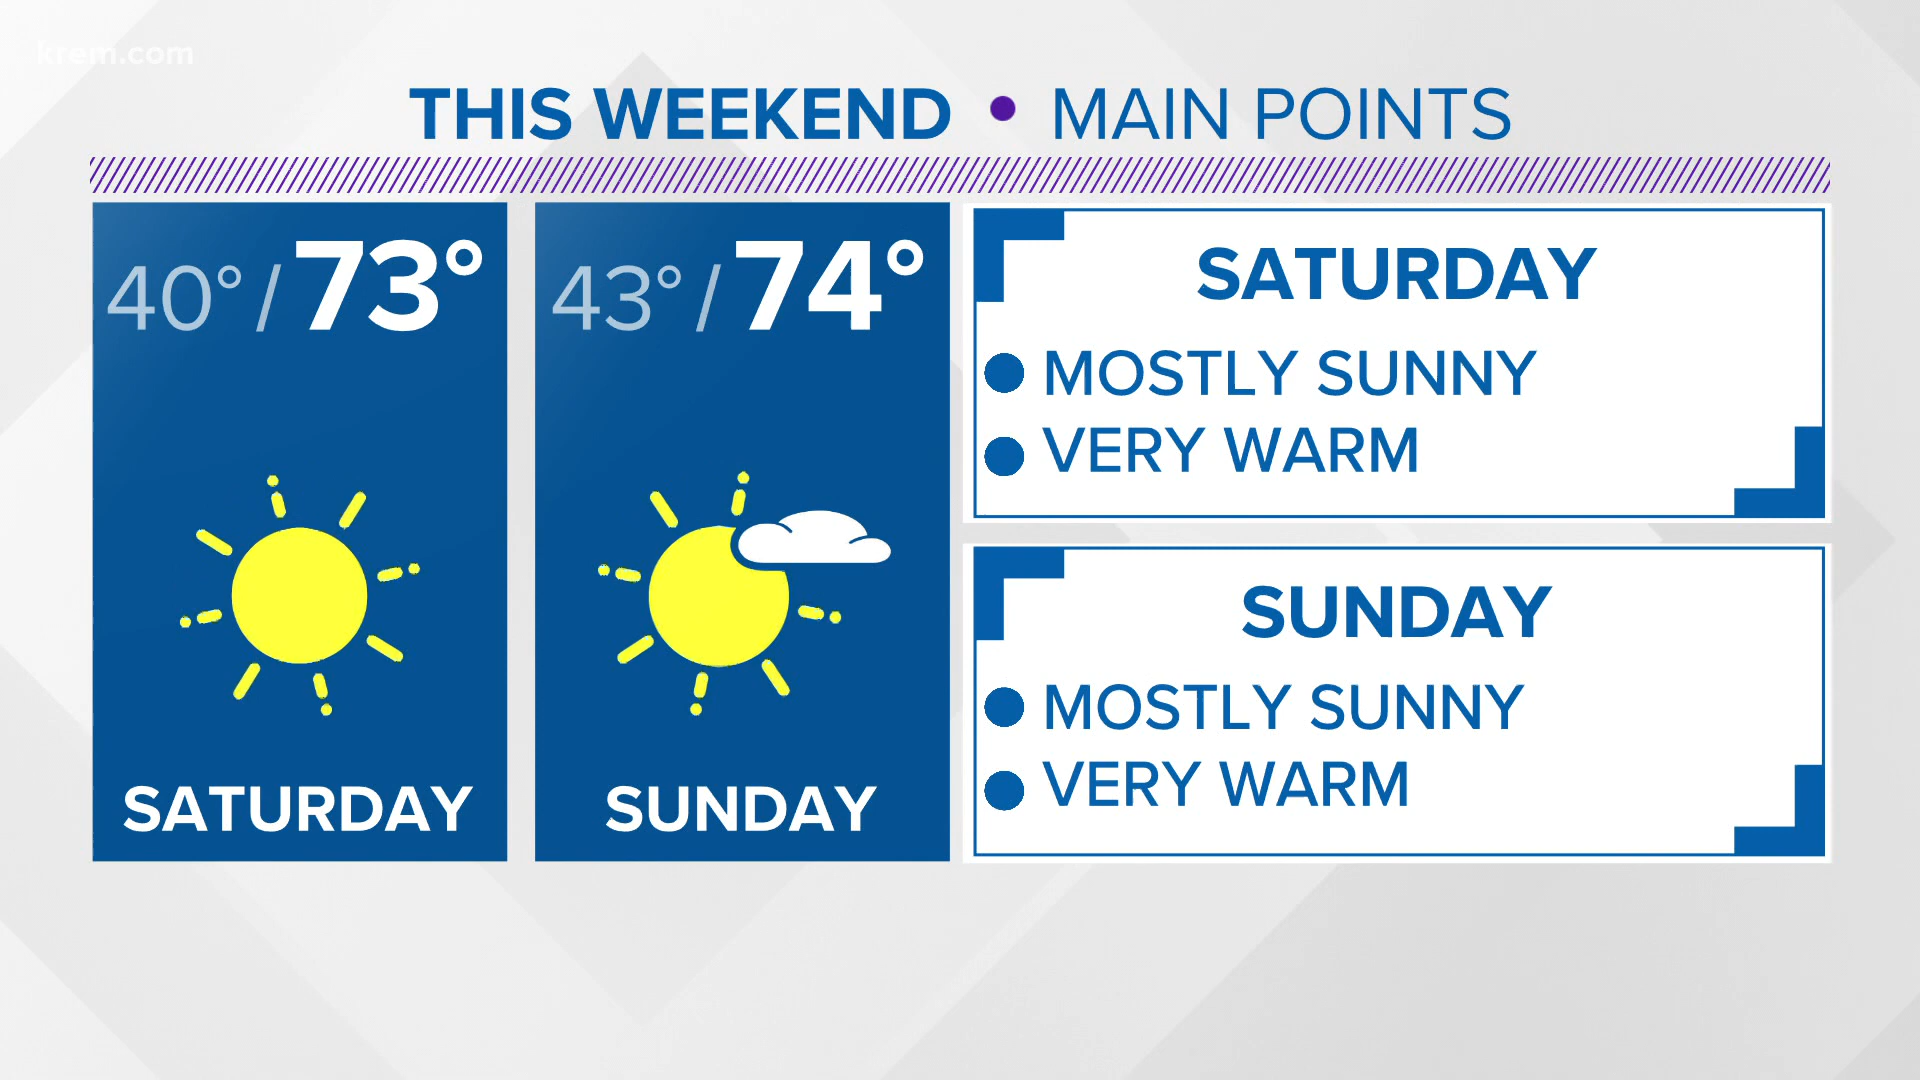 krem.com
THIS WEEKEND • MAIN POINTS
40° / 73°
SATURDAY
43° / 74°
SUNDAY
SATURDAY
● MOSTLY SUNNY
● VERY WARM
SUNDAY
● MOSTLY SUNNY
● VERY WARM